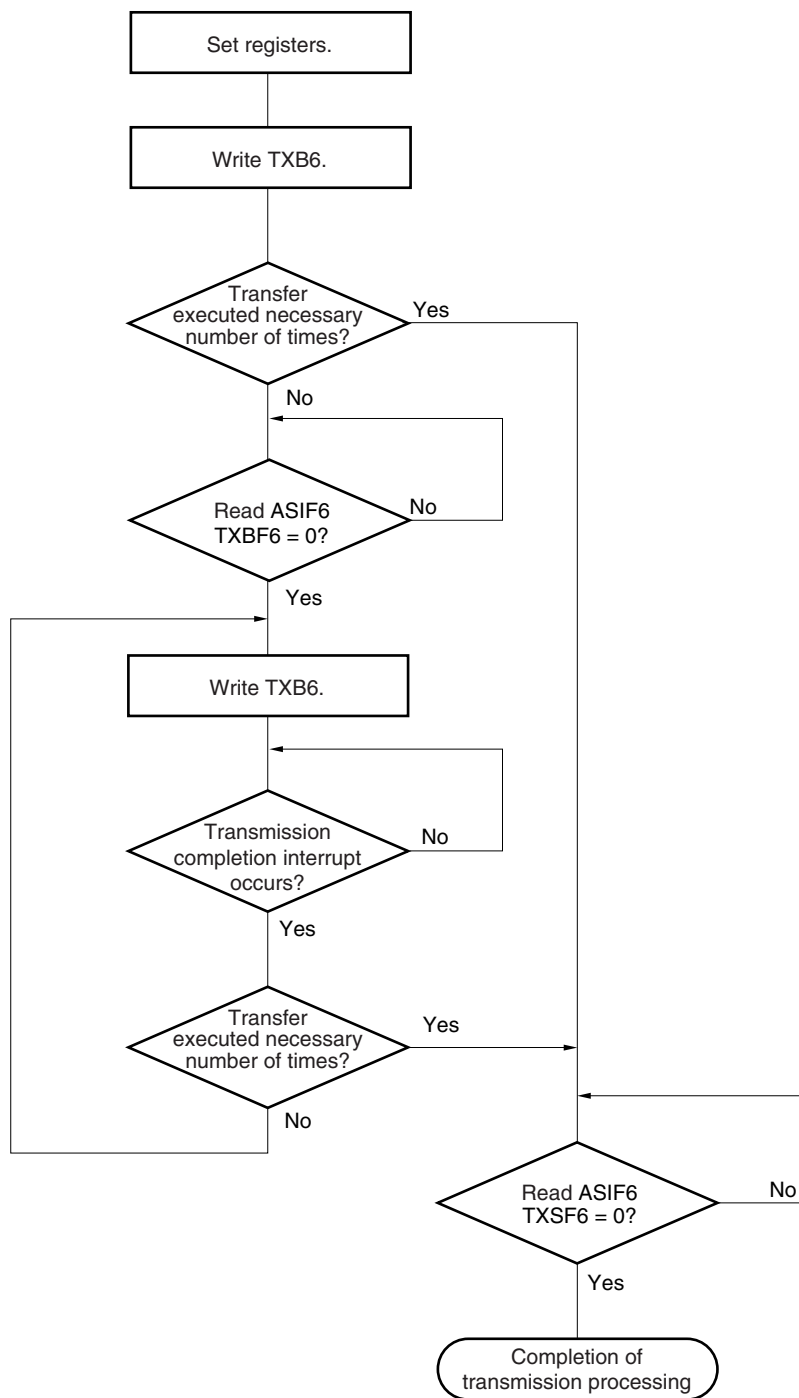 Set registers.
Write TXB6.
Transfer
executed necessary
number of times?
Yes
No
Read ASIF6
TXBF6 = 0?
No
Yes
Write TXB6.
Transmission
completion interrupt
occurs?
No
Yes
Transfer
executed necessary
number of times?
Yes
No
Read ASIF6
TXSF6 = 0?
No
Yes
Completion of
transmission processing